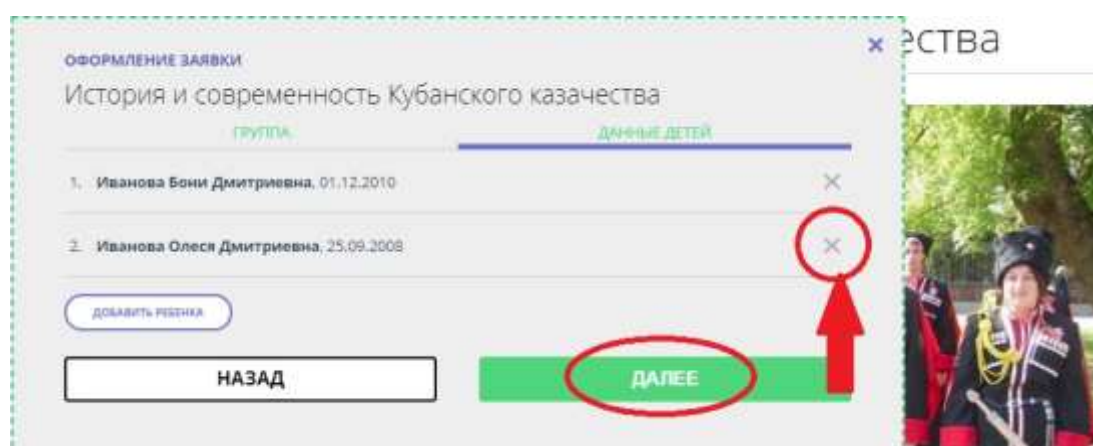 ества
ОФОРМЛЕНИЕ ЗАЯВКИ
История и современность Кубанского казачества
ГРУППА
ДАННЫЕ ДЕТЕЙ
1. Иванова Бони Дмитриевна, 01.12.2010
2. Иванова Олеся Дмитриевна, 25.09.2008
ДОБАВИТЬ РЕБЕНКА
НАЗАД
ДАЛЕЕ